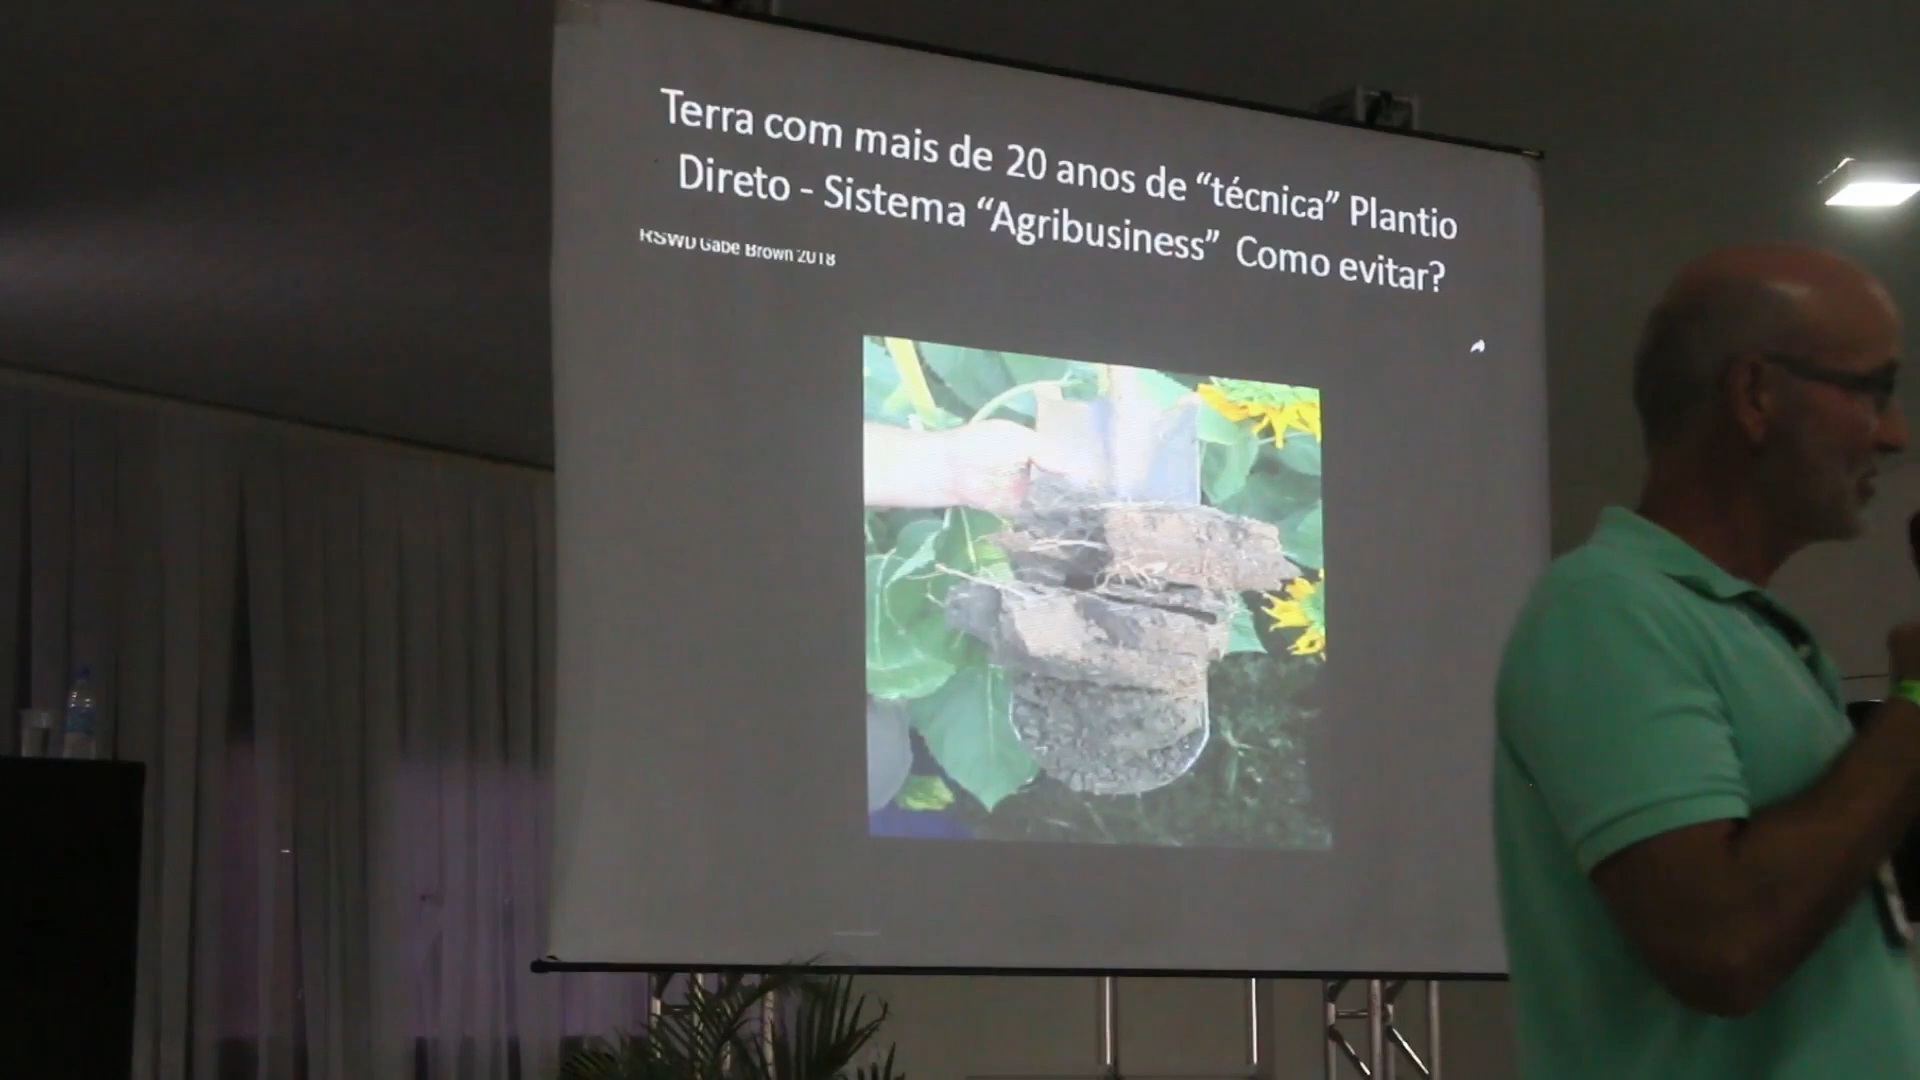 Terra com mais de 20 anos de “técnica” Plantio
Direto - Sistema “Agribusiness” Como evitar?
RSWD Gabe Brown 2018